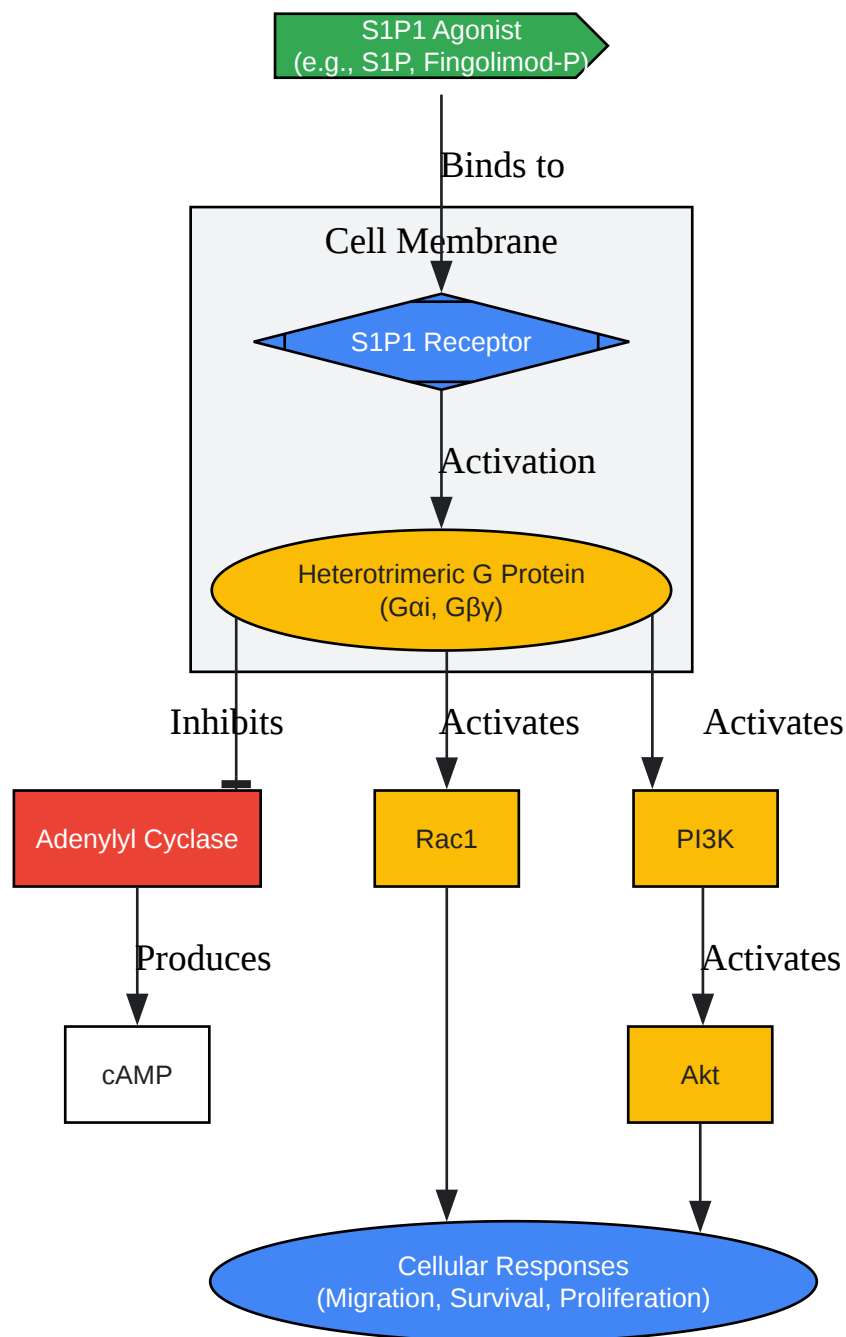 S1P1 Agonist
(e.g., S1P, Fingolimod-P)
Binds to
Cell Membrane
S1P1 Receptor
Activation
Heterotrimeric G Protein
(Gαi, Gβγ)
Inhibits
Activates
Activates
Adenylyl Cyclase
Rac1
PI3K
Produces
Activates
cAMP
Akt
Cellular Responses
(Migration, Survival, Proliferation)